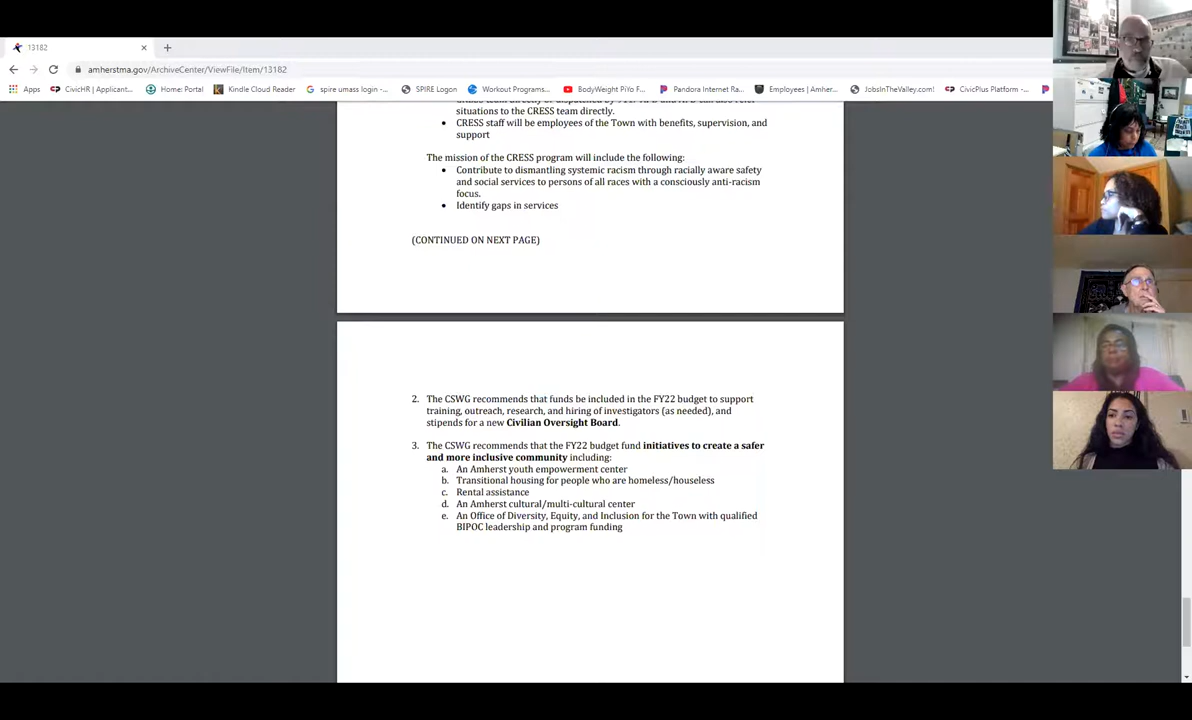 13182
amherstma.gov/ArchiveCenter/ViewFile/Item/13182
Apps CivicHR | Applicant... Home: Portal Kindle Cloud Reader spire umass login -... SPIRE Logon Workout Programs... BodyWeight PiYo F... Pandora Internet Ra... Employees | Amher... JobsInTheValley.com! CivicPlus Platform -...
situations to the CRESS team directly.
• CRESS staff will be employees of the Town with benefits, supervision, and
support
The mission of the CRESS program will include the following:
• Contribute to dismantling systemic racism through racially aware safety
and social services to persons of all races with a consciously anti-racism
focus.
• Identify gaps in services
(CONTINUED ON NEXT PAGE)
2. The CSWG recommends that funds be included in the FY22 budget to support
training, outreach, research, and hiring of investigators (as needed), and
stipends for a new Civilian Oversight Board.
3. The CSWG recommends that the FY22 budget fund initiatives to create a safer
and more inclusive community including:
a. An Amherst youth empowerment center
b. Transitional housing for people who are homeless/houseless
c. Rental assistance
d. An Amherst cultural/multi-cultural center
e. An Office of Diversity, Equity, and Inclusion for the Town with qualified
BIPOC leadership and program funding